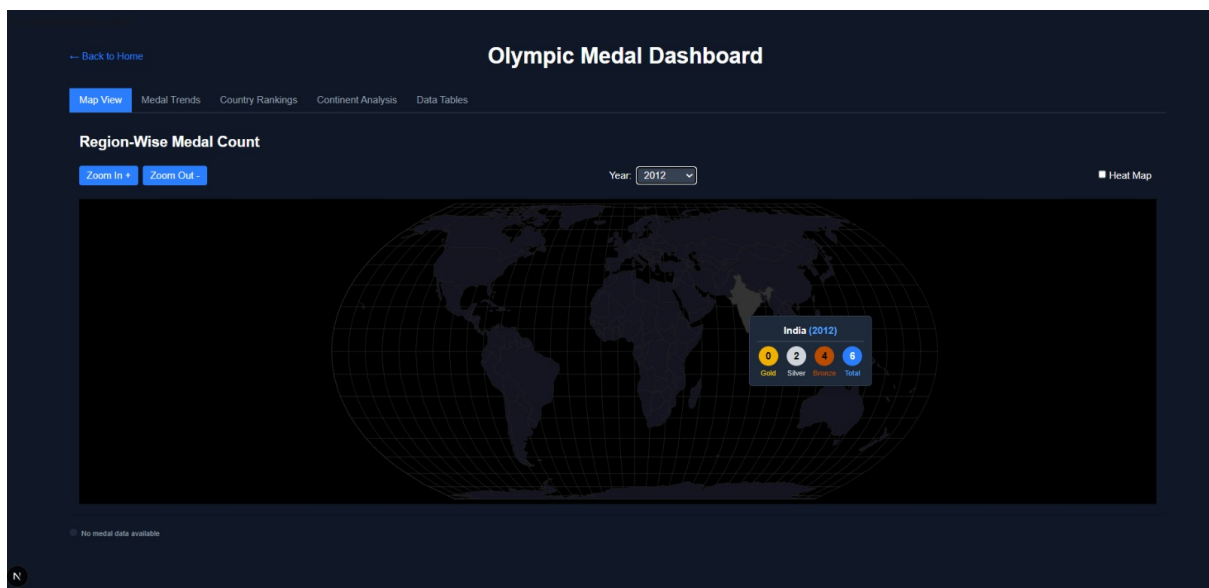 ← Back to Home
Olympic Medal Dashboard
Map View Medal Trends Country Rankings Continent Analysis Data Tables
Region-Wise Medal Count
Zoom In + Zoom Out - Year: 2012 Heat Map
India (2012)
0 2 4 6
Gold Silver Bronze Total
No medal data available
N